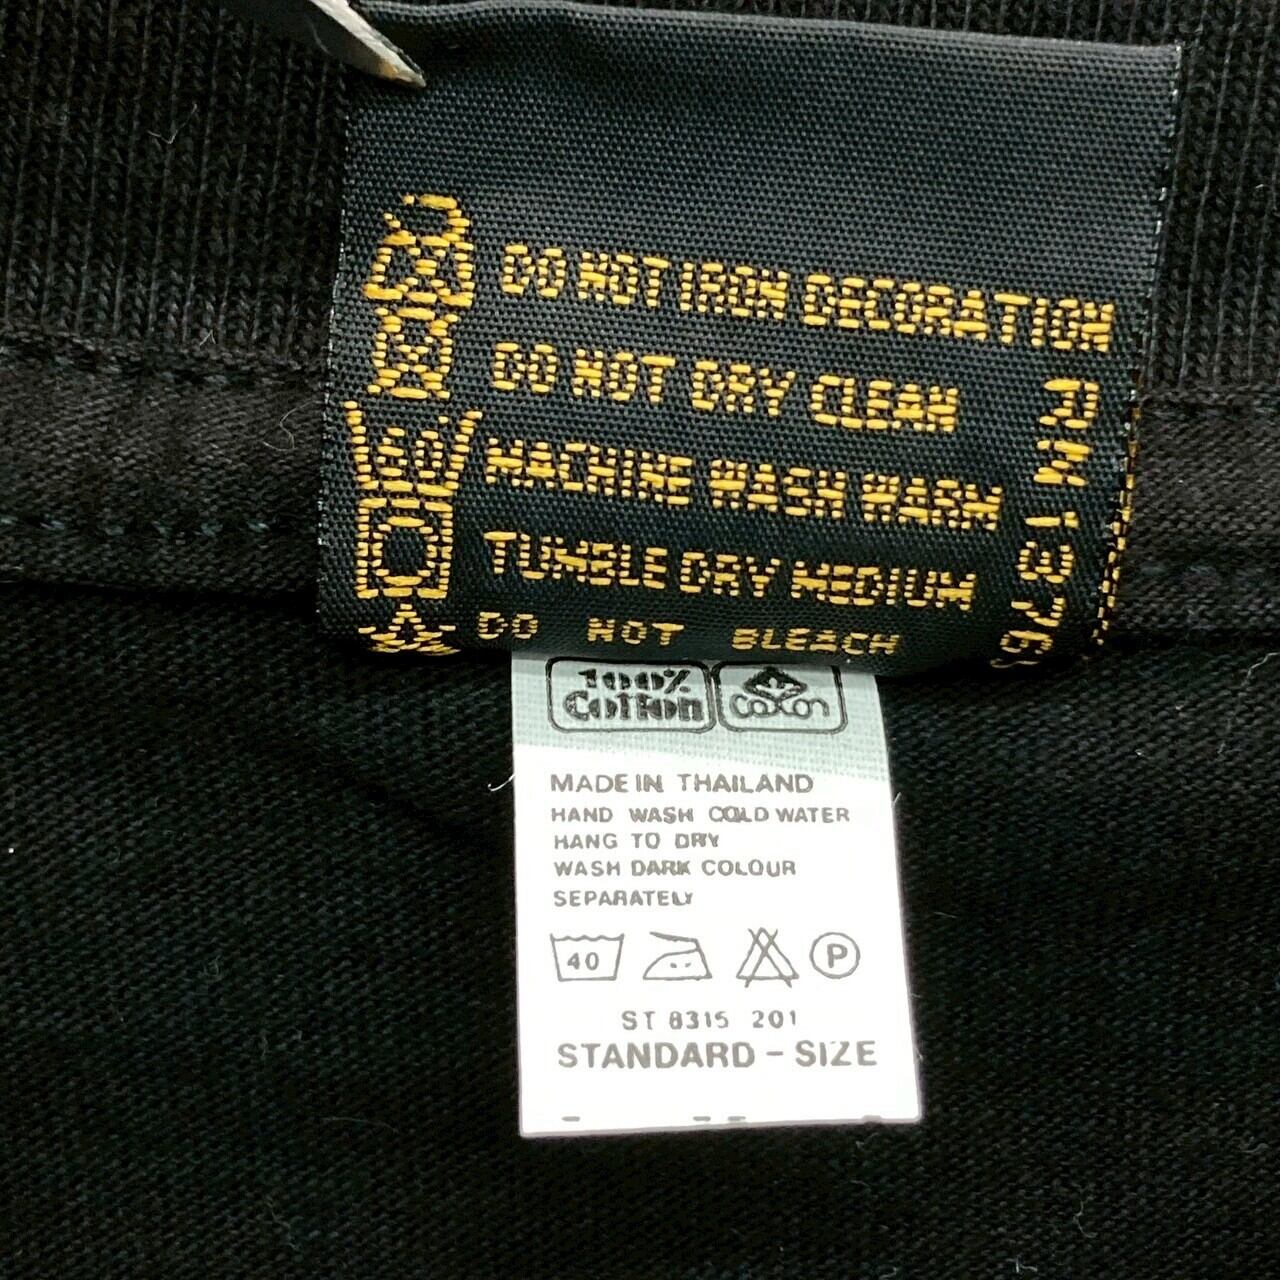 DO NOT IRON DECORATION
DO NOT DRY CLEAN
60
MACHINE WASH WARM
TUMBLE DRY MEDIUM
DO NOT BLEACH
100%
Cotton
MADE IN THAILAND
HAND WASH COLD WATER
HANG TO DRY
WASH DARK COLOUR
SEPARATELY
40
P
ST 8315 201
STANDARD - SIZE